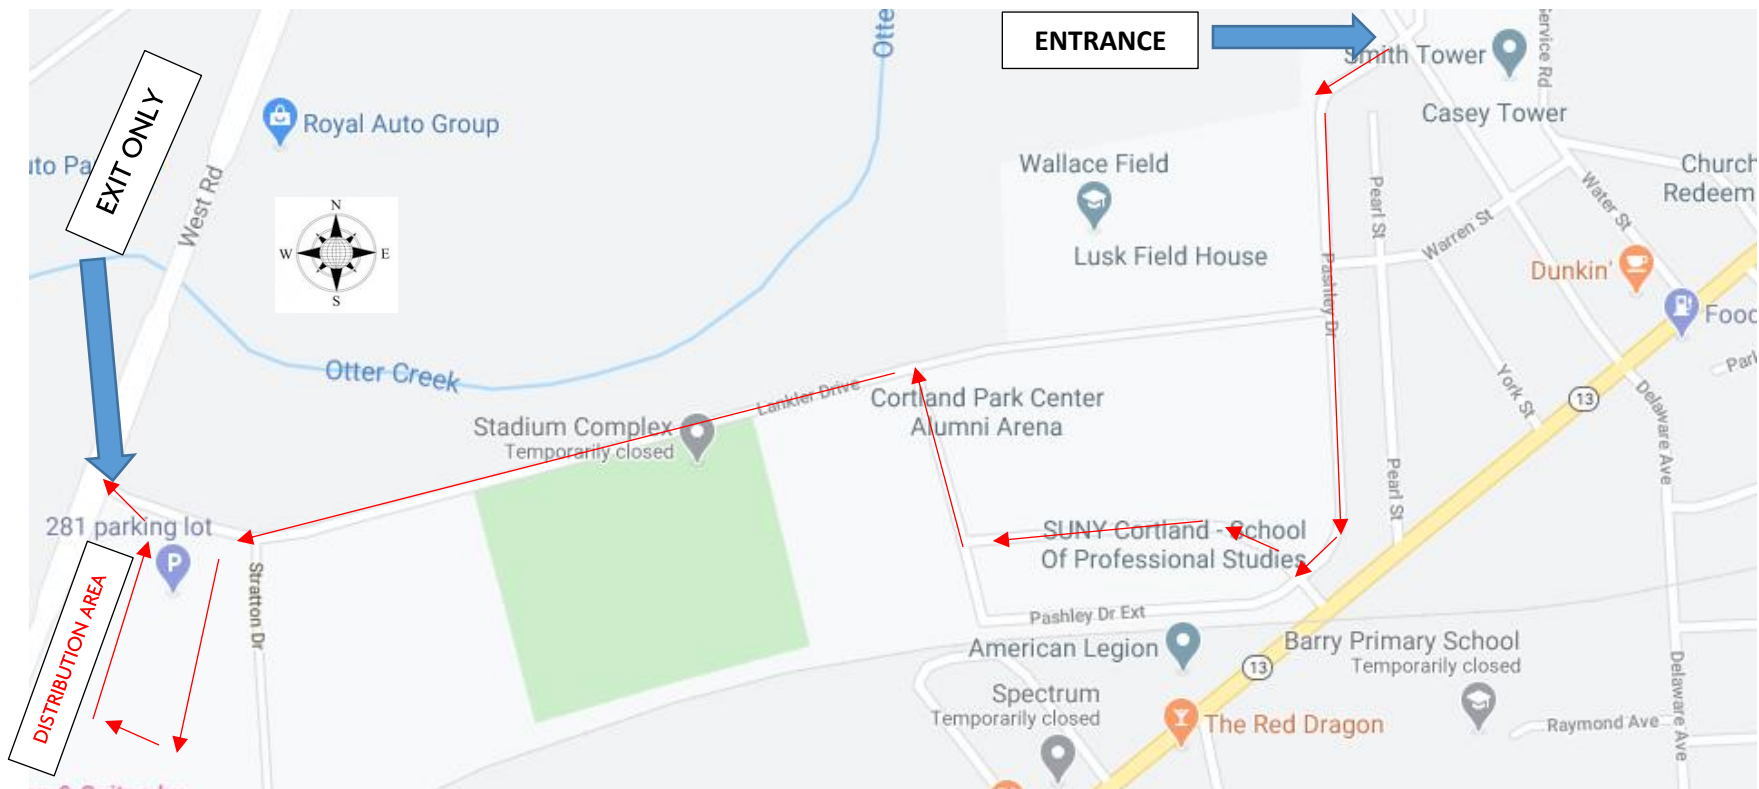 ENTRANCE
Otte
Smith Tower
Service Rd
Casey Tower
EXIT ONLY
Royal Auto Group
uto Pa
West Rd
Wallace Field
Lusk Field House
Pearl St
Church
Redeem
Water St
Warren St
Dunkin'
Food
N
W
E
S
Pashley Dr
Otter Creek
Lankler Drive
Cortland Park Center
Alumni Arena
Stadium Complex
Temporarily closed
York St
13
Park
Delaware Ave
Pearl St
281 parking lot
P
SUNY Cortland - School
Of Professional Studies
Stratton Dr
DISTRIBUTION AREA
Pashley Dr Ext
American Legion
13
Barry Primary School
Temporarily closed
Spectrum
Temporarily closed
The Red Dragon
Raymond Ave
Delaware Ave